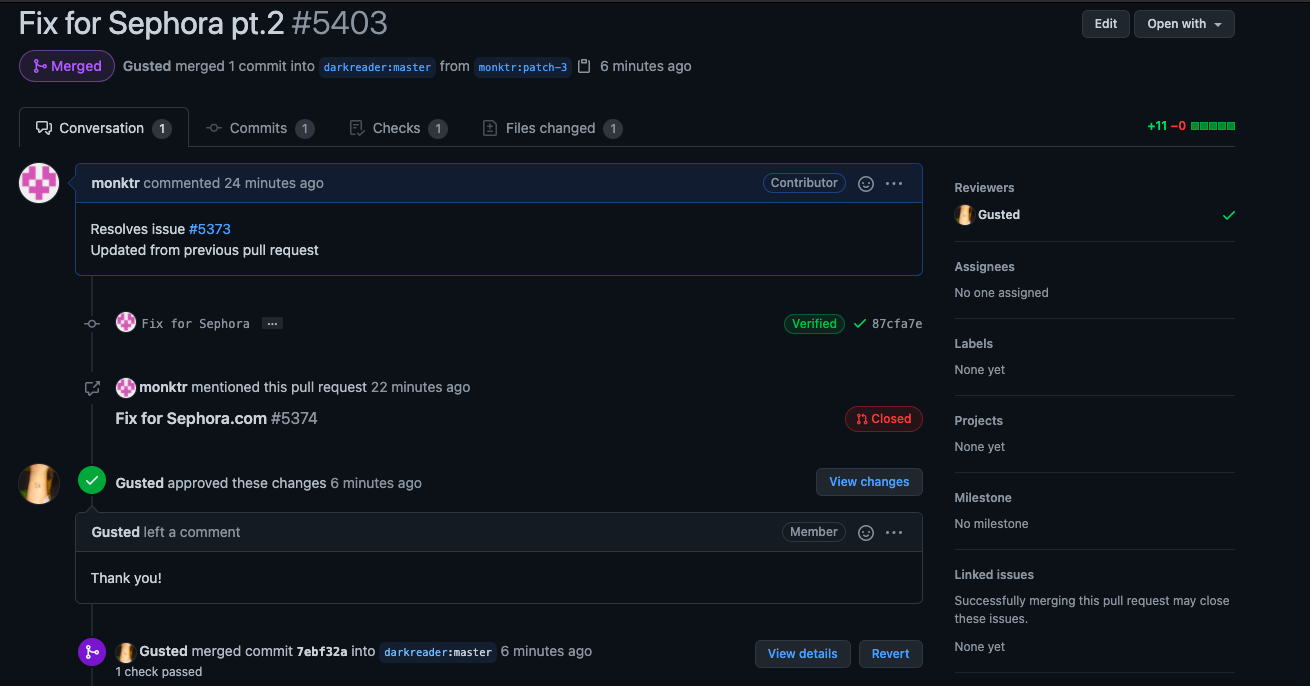 Fix for Sephora pt.2 #5403
Edit
Open with
Merged
Gusted merged 1 commit into darkreader:master from monktr:patch-3 6 minutes ago
Conversation 1
Commits 1
Checks 1
Files changed 1
+11 −0
monktr commented 24 minutes ago
Contributor
Resolves issue #5373
Updated from previous pull request
Fix for Sephora ...
Verified
87cfa7e
monktr mentioned this pull request 22 minutes ago
Fix for Sephora.com #5374
Closed
Gusted approved these changes 6 minutes ago
View changes
Gusted left a comment
Member
Thank you!
Gusted merged commit 7ebf32a into darkreader:master 6 minutes ago
1 check passed
View details
Revert
Reviewers
Gusted
Assignees
No one assigned
Labels
None yet
Projects
None yet
Milestone
No milestone
Linked issues
Successfully merging this pull request may close
these issues.
None yet